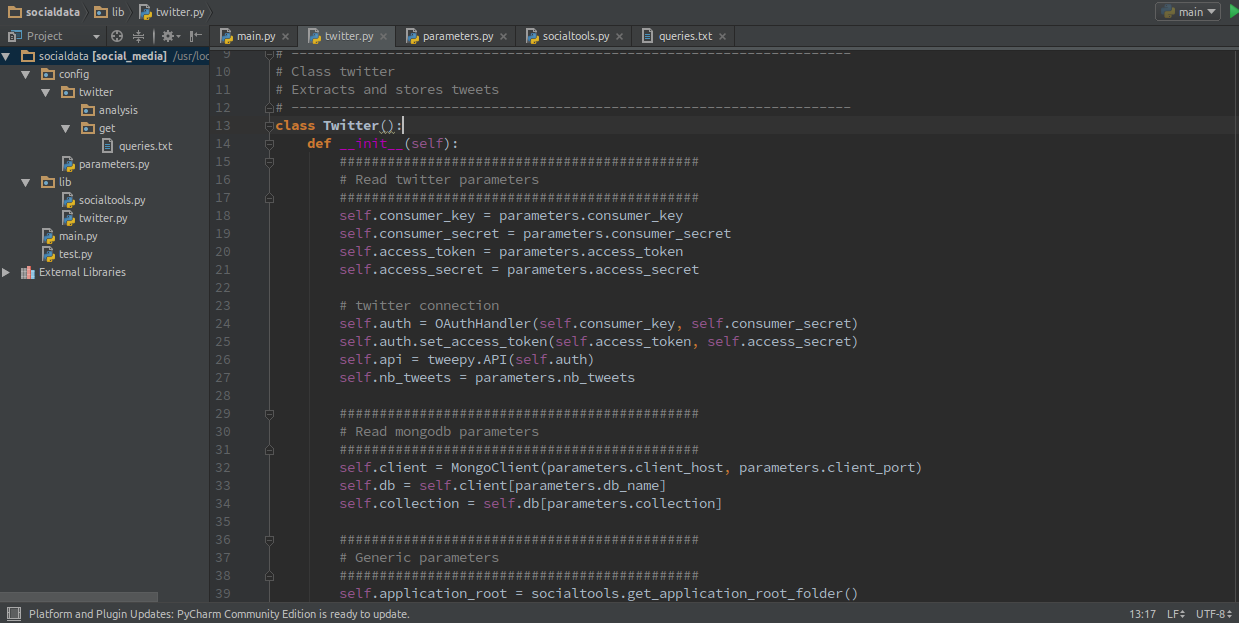 socialdata lib twitter.py main
Project main.py twitter.py parameters.py socialtools.py queries.txt
socialdata [social_media] /usr/loc
config
twitter
analysis
get
queries.txt
parameters.py
lib
socialtools.py
twitter.py
main.py
test.py
External Libraries
9 # ----------------------------------------------------------------------
10 # Class twitter
11 # Extracts and stores tweets
12 # ----------------------------------------------------------------------
13 class Twitter():
14 def __init__(self):
15 #############################################
16 # Read twitter parameters
17 #############################################
18 self.consumer_key = parameters.consumer_key
19 self.consumer_secret = parameters.consumer_secret
20 self.access_token = parameters.access_token
21 self.access_secret = parameters.access_secret
22
23 # twitter connection
24 self.auth = OAuthHandler(self.consumer_key, self.consumer_secret)
25 self.auth.set_access_token(self.access_token, self.access_secret)
26 self.api = tweepy.API(self.auth)
27 self.nb_tweets = parameters.nb_tweets
28
29 #############################################
30 # Read mongodb parameters
31 #############################################
32 self.client = MongoClient(parameters.client_host, parameters.client_port)
33 self.db = self.client[parameters.db_name]
34 self.collection = self.db[parameters.collection]
35
36 #############################################
37 # Generic parameters
38 #############################################
39 self.application_root = socialtools.get_application_root_folder()
Platform and Plugin Updates: PyCharm Community Edition is ready to update. 13:17 LF UTF-8